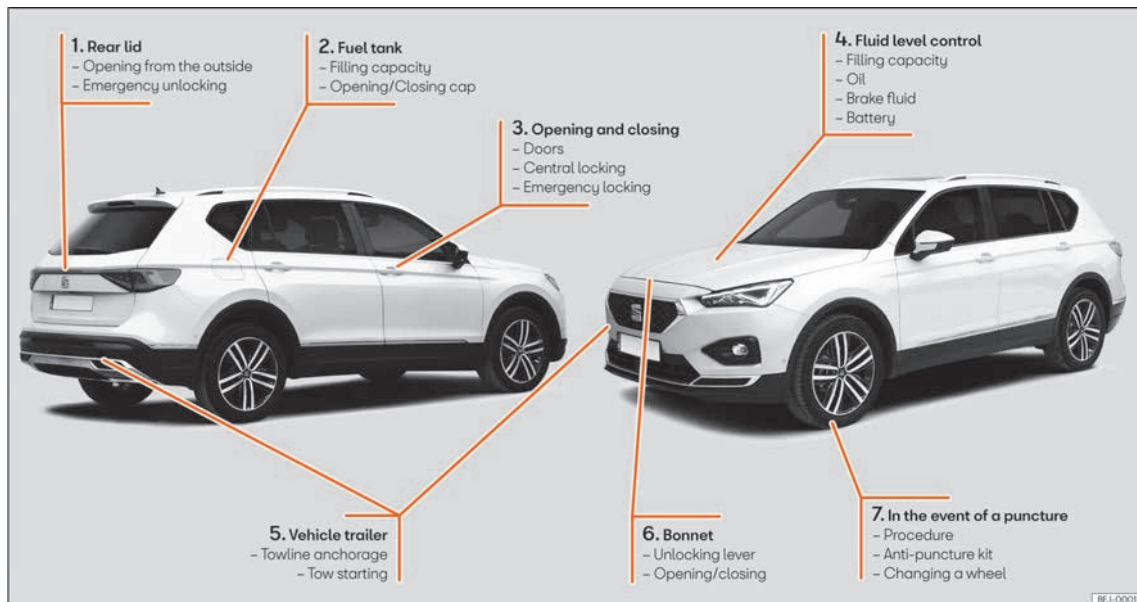 1. Rear lid
– Opening from the outside
– Emergency unlocking
2. Fuel tank
– Filling capacity
– Opening/Closing cap
3. Opening and closing
– Doors
– Central locking
– Emergency locking
4. Fluid level control
– Filling capacity
– Oil
– Brake fluid
– Battery
5. Vehicle trailer
– Towline anchorage
– Tow starting
6. Bonnet
– Unlocking lever
– Opening/closing
7. In the event of a puncture
– Procedure
– Anti-puncture kit
– Changing a wheel
BFJ-0001